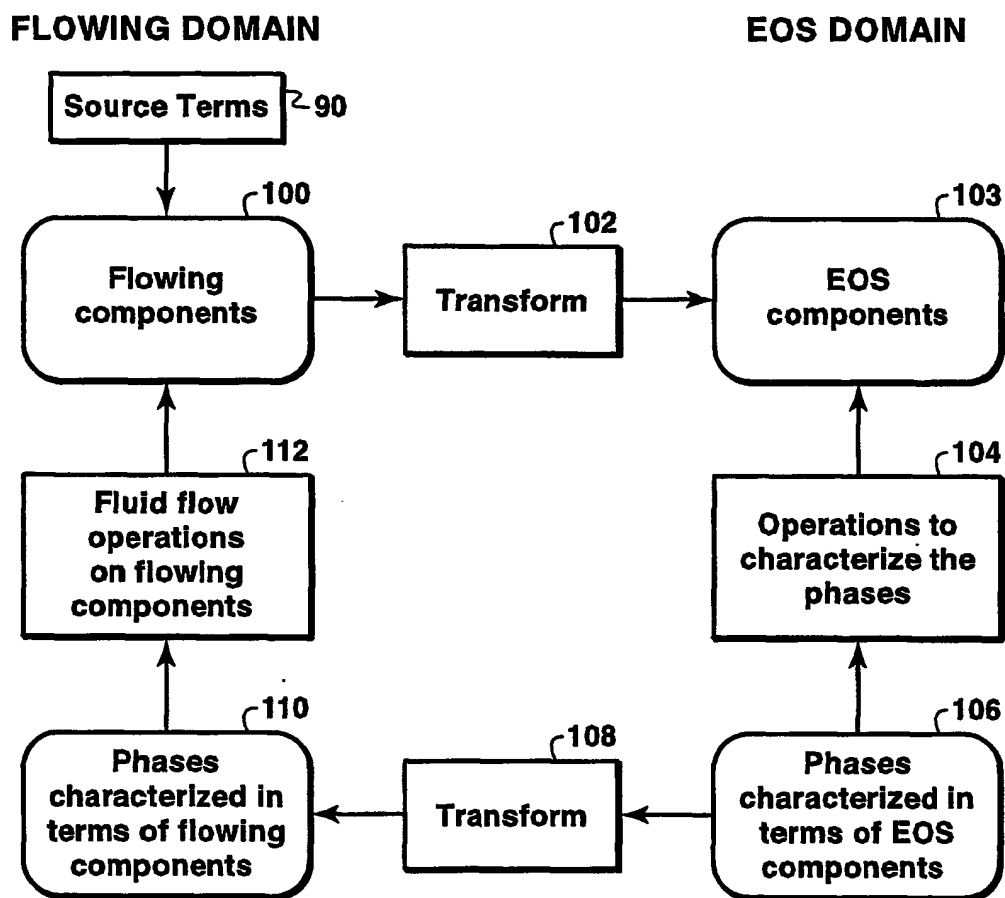 FLOWING DOMAIN
EOS DOMAIN
Source Terms
90
100
Flowing
components
102
Transform
103
EOS
components
112
Fluid flow
operations
on flowing
components
104
Operations to
characterize the
phases
110
Phases
characterized in
terms of flowing
components
108
Transform
106
Phases
characterized in
terms of EOS
components